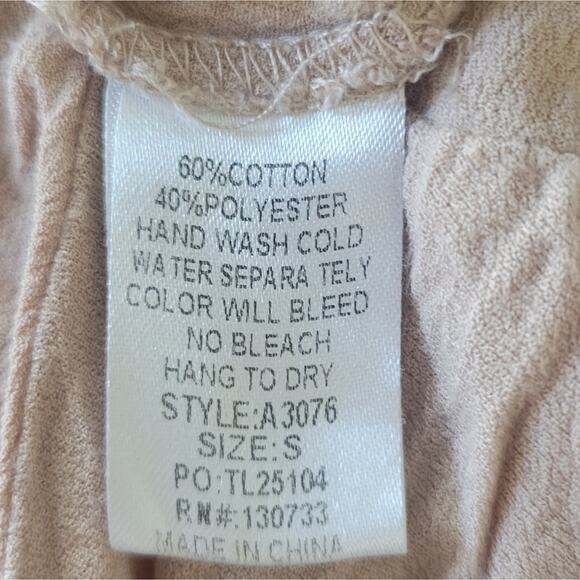 60%COTTON
40%POLYESTER
HAND WASH COLD
WATER SEPARA TELY
COLOR WILL BLEED
NO BLEACH
HANG TO DRY
STYLE:A3076
SIZE:S
PO:TL25104
RN#:130733
MADE IN CHINA